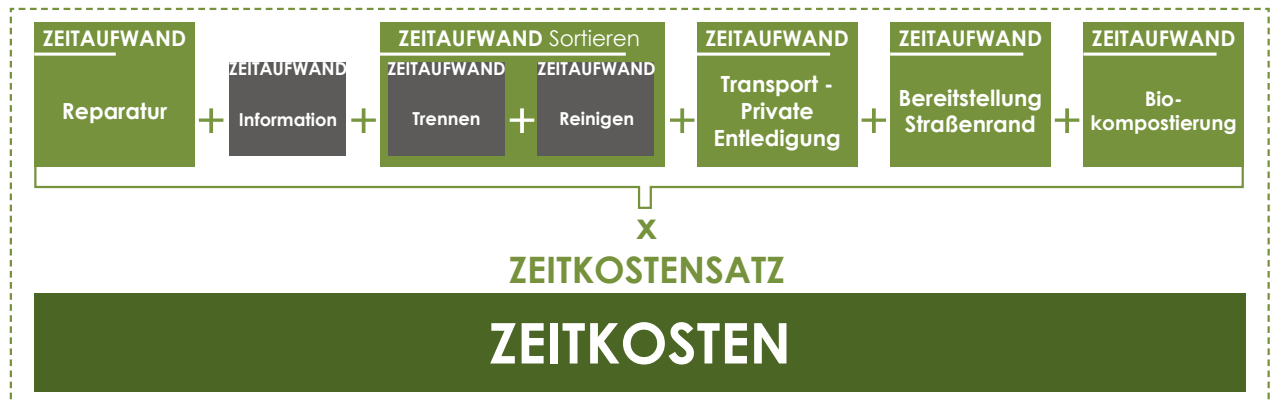 ZEITAUFWAND
Reparatur
+
ZEITAUFWAND
Information
+
ZEITAUFWAND Sortieren
ZEITAUFWAND
Trennen
+
ZEITAUFWAND
Reinigen
+
ZEITAUFWAND
Transport -
Private
Entledigung
+
ZEITAUFWAND
Bereitstellung
Straßenrand
+
ZEITAUFWAND
Bio-
kompostierung
x
ZEITKOSTENSATZ
ZEITKOSTEN